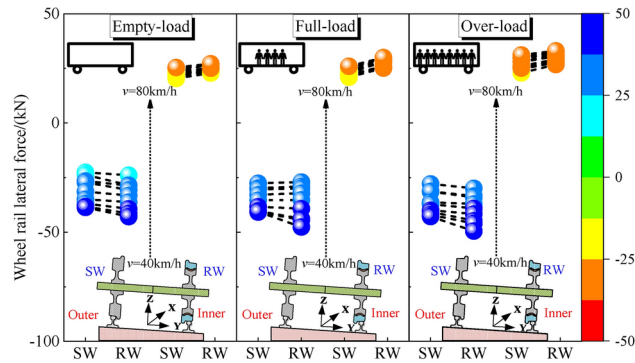 Empty-load
Full-load
Over-load
Wheel rail lateral force/(kN)
50
0
-50
-100
v=80km/h
v=40km/h
SW
RW
Outer
Inner
Z
X
Y
SW RW SW RW
v=80km/h
v=40km/h
SW
RW
Outer
Inner
Z
X
Y
SW RW SW RW
v=80km/h
v=40km/h
SW
RW
Outer
Inner
Z
X
Y
SW RW SW RW
50
25
0
-25
-50